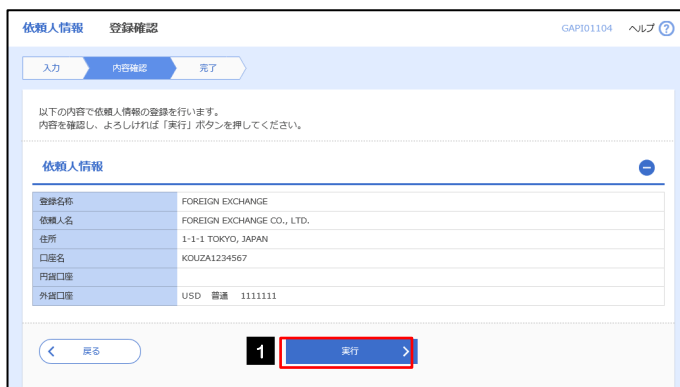 依頼人情報 登録確認 GAPI01104 ヘルプ ?
入力 内容確認 完了
以下の内容で依頼人情報の登録を行います。
内容を確認し、よろしければ「実行」ボタンを押してください。
依頼人情報
登録名称 FOREIGN EXCHANGE
依頼人名 FOREIGN EXCHANGE CO., LTD.
住所 1-1-1 TOKYO, JAPAN
口座名 KOUZA1234567
円貨口座
外貨口座 USD 普通 1111111
戻る 1 実行